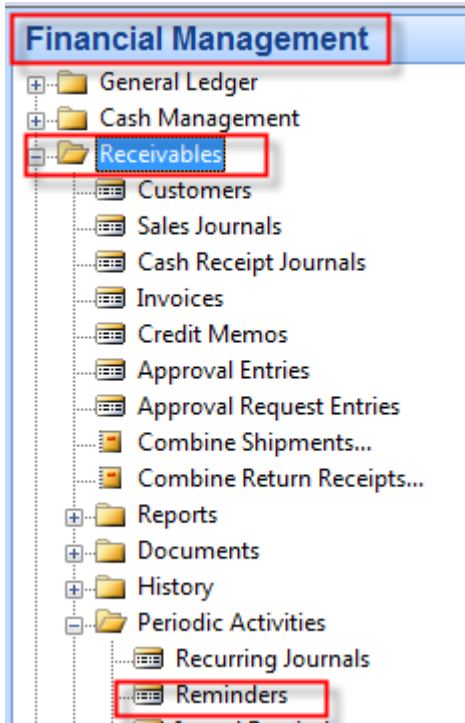 Financial Management
General Ledger
Cash Management
Receivables
Customers
Sales Journals
Cash Receipt Journals
Invoices
Credit Memos
Approval Entries
Approval Request Entries
Combine Shipments...
Combine Return Receipts...
Reports
Documents
History
Periodic Activities
Recurring Journals
Reminders